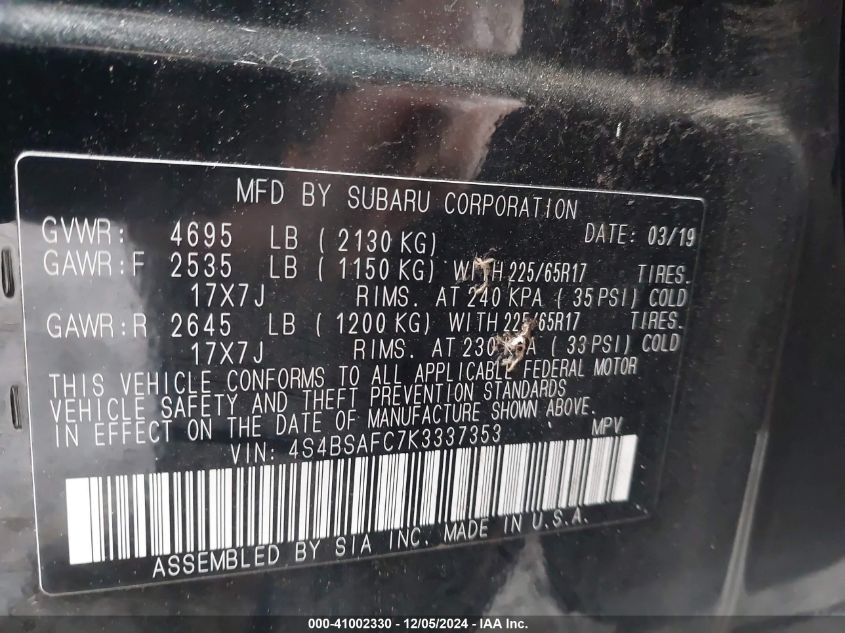 MFD BY SUBARU CORPORATION
GVWR: 4695 LB ( 2130 KG) DATE: 03/19
GAWR:F 2535 LB ( 1150 KG) WITH 225/65R17 TIRES.
17X7J RIMS. AT 240 KPA ( 35 PSI) COLD
GAWR:R 2645 LB ( 1200 KG) WITH 225/65R17 TIRES.
17X7J RIMS. AT 230 ( 33 PSI) COLD
THIS VEHICLE CONFORMS TO ALL APPLICABLE FEDERAL MOTOR
VEHICLE SAFETY AND THEFT PREVENTION STANDARDS
IN EFFECT ON THE DATE OF MANUFACTURE SHOWN ABOVE.
VIN: 4S4BSAFC7K3337353 MPV
ASSEMBLED BY SIA INC. MADE IN U.S.A.
000-41002330 - 12/05/2024 - IAA Inc.